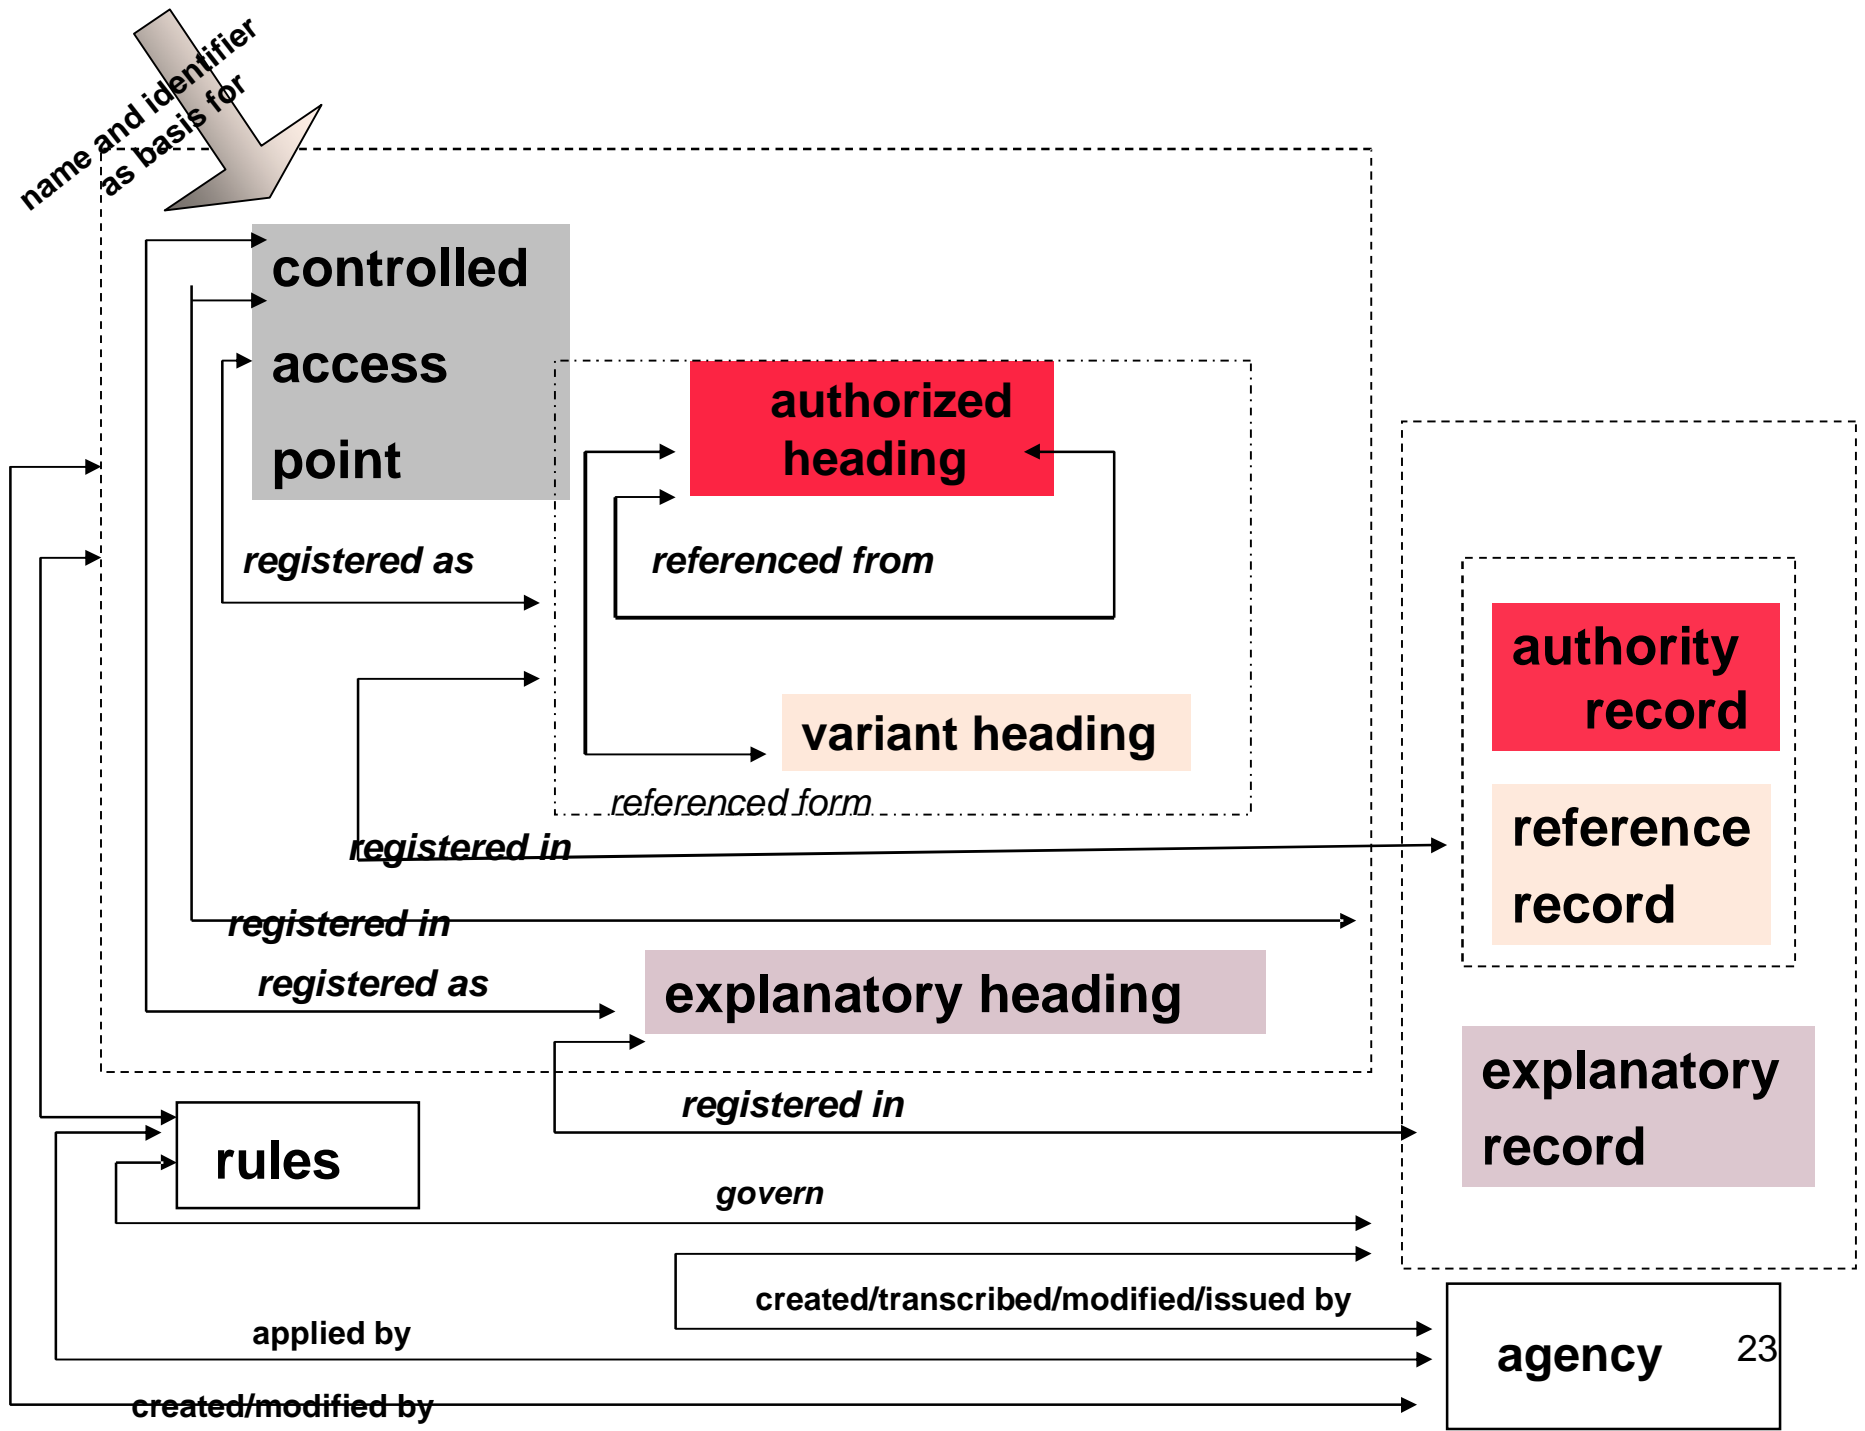 name and identifier
as basis for
controlled
access
point
authorized
heading
registered as
referenced from
authority
record
variant heading
referenced form
reference
record
registered in
registered in
registered as
explanatory heading
explanatory
record
registered in
rules
govern
created/transcribed/modified/issued by
applied by
agency
23
created/modified by